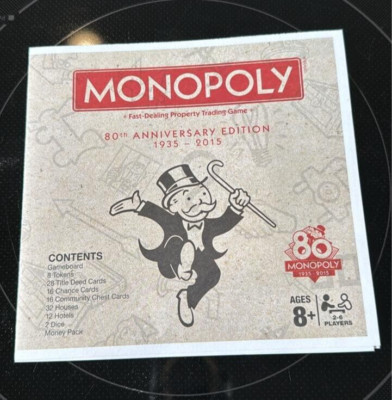 MONOPOLY
Fast-Dealing Property Trading Game
80TH ANNIVERSARY EDITION
1935 - 2015
CONTENTS
Gameboard
8 Tokens
28 Title Deed Cards
16 Chance Cards
16 Community Chest Cards
32 Houses
12 Hotels
2 Dice
Money Pack
80
MONOPOLY
1935 2015
AGES
8+
2-8
PLAYERS